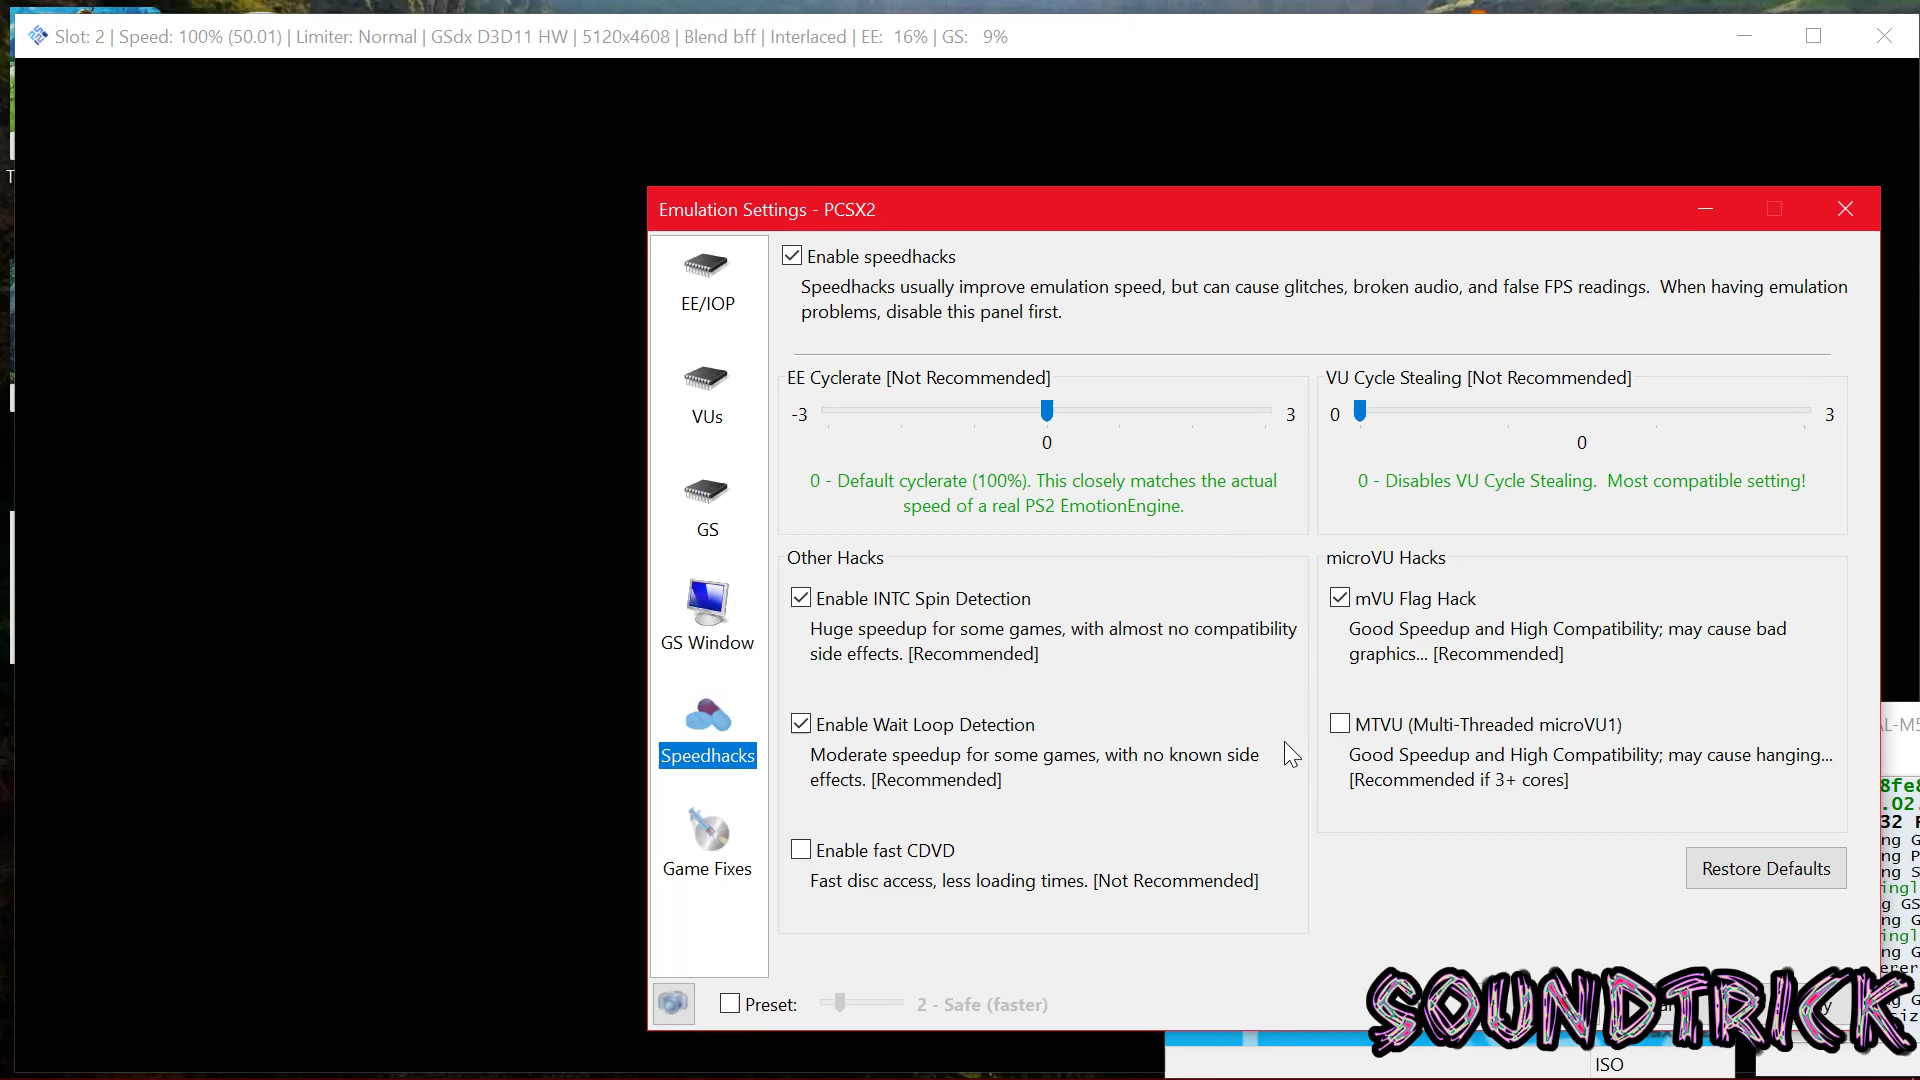 Slot: 2 | Speed: 100% (50.01) | Limiter: Normal | GSdx D3D11 HW | 5120x4608 | Blend bff | Interlaced | EE: 16% | GS: 9%
Emulation Settings - PCSX2
EE/IOP
VUs
GS
GS Window
Speedhacks
Game Fixes
Enable speedhacks
Speedhacks usually improve emulation speed, but can cause glitches, broken audio, and false FPS readings. When having emulation
problems, disable this panel first.
EE Cyclerate [Not Recommended]
-3
3
0
0 - Default cyclerate (100%). This closely matches the actual
speed of a real PS2 EmotionEngine.
VU Cycle Stealing [Not Recommended]
0
3
0
0 - Disables VU Cycle Stealing. Most compatible setting!
Other Hacks
Enable INTC Spin Detection
Huge speedup for some games, with almost no compatibility
side effects. [Recommended]
Enable Wait Loop Detection
Moderate speedup for some games, with no known side
effects. [Recommended]
Enable fast CDVD
Fast disc access, less loading times. [Not Recommended]
microVU Hacks
mVU Flag Hack
Good Speedup and High Compatibility; may cause bad
graphics... [Recommended]
MTVU (Multi-Threaded microVU1)
Good Speedup and High Compatibility; may cause hanging...
[Recommended if 3+ cores]
Restore Defaults
Preset:
2 - Safe (faster)
SOUNDTRICK
ISO